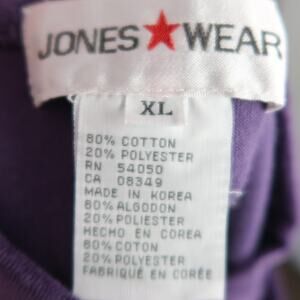 JONES★WEAR
XL
80% COTTON
20% POLYESTER
RN 54050
CA 08349
MADE IN KOREA
80% ALGODON
20% POLIESTER
HECHO EN COREA
80% COTON
20% POLYESTER
FABRIQUÉ EN CORÉE